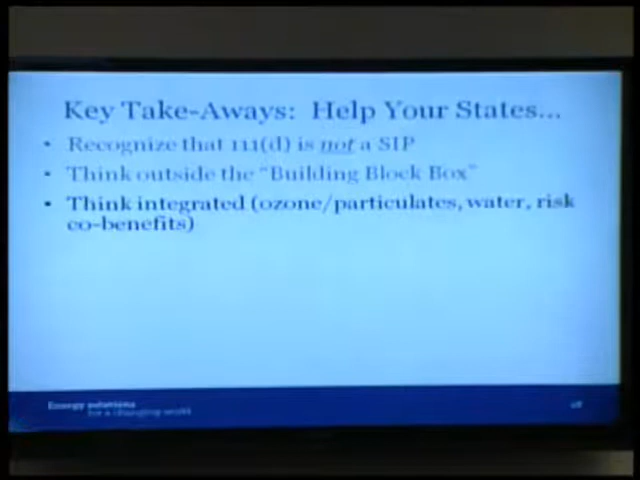 Key Take-Aways: Help Your States...
• Recognize that 111(d) is not a SIP
• Think outside the "Building Block Box"
• Think integrated (ozone/particulates, water, risk
co-benefits)
Energy solutions
for a changing world